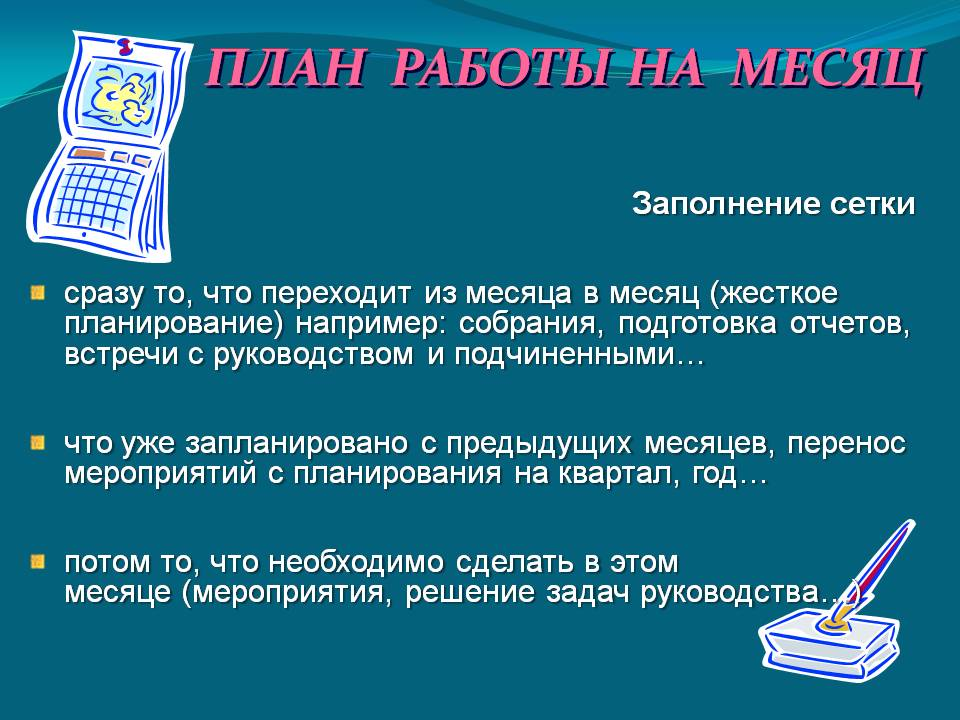 ПЛАН РАБОТЫ НА МЕСЯЦ
Заполнение сетки
сразу то, что переходит из месяца в месяц (жесткое
планирование) например: собрания, подготовка отчетов,
встречи с руководством и подчиненными…
что уже запланировано с предыдущих месяцев, перенос
мероприятий с планирования на квартал, год…
потом то, что необходимо сделать в этом
месяце (мероприятия, решение задач руководства…)